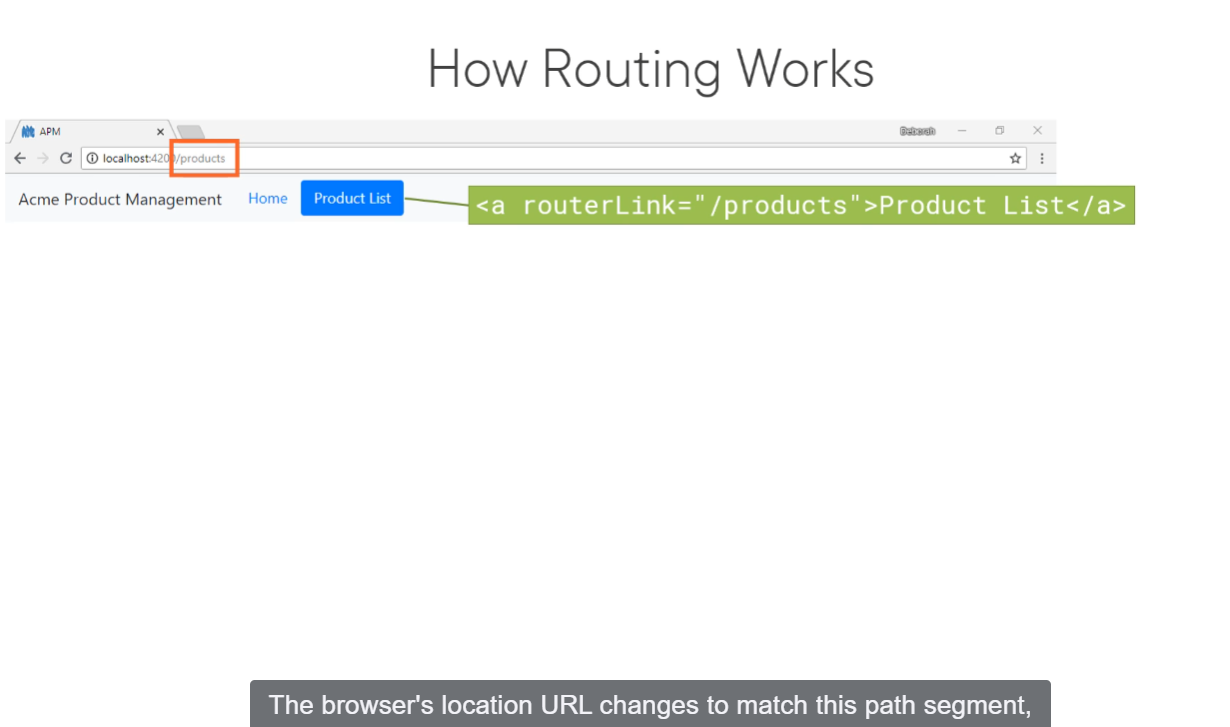 How Routing Works
APM
Deborah
localhost:4200/products
Acme Product Management Home Product List <a routerLink="/products">Product List</a>
The browser's location URL changes to match this path segment,